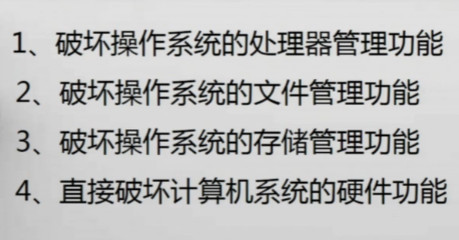 1、破坏操作系统的处理器管理功能
2、破坏操作系统的文件管理功能
3、破坏操作系统的存储管理功能
4、直接破坏计算机系统的硬件功能